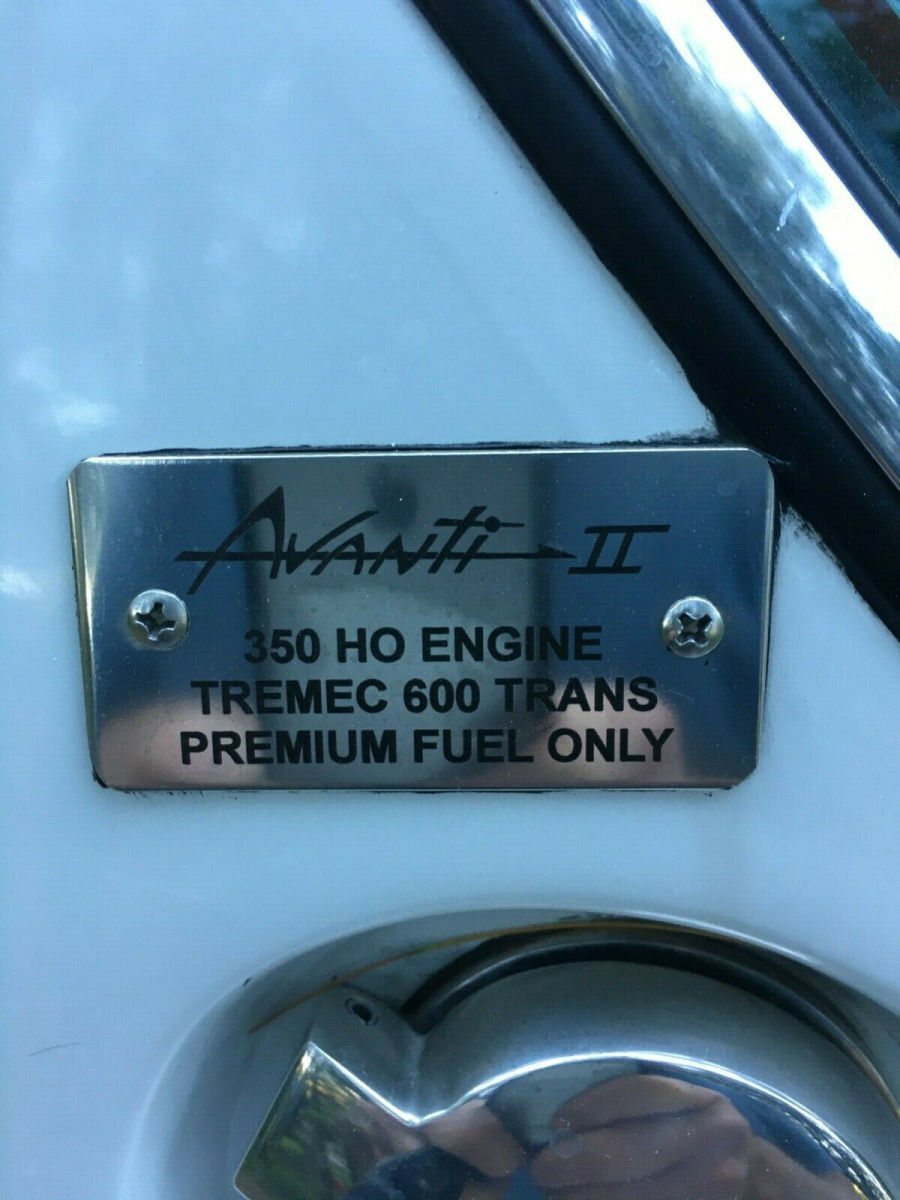 Avanti II
350 HO ENGINE
TREMEC 600 TRANS
PREMIUM FUEL ONLY